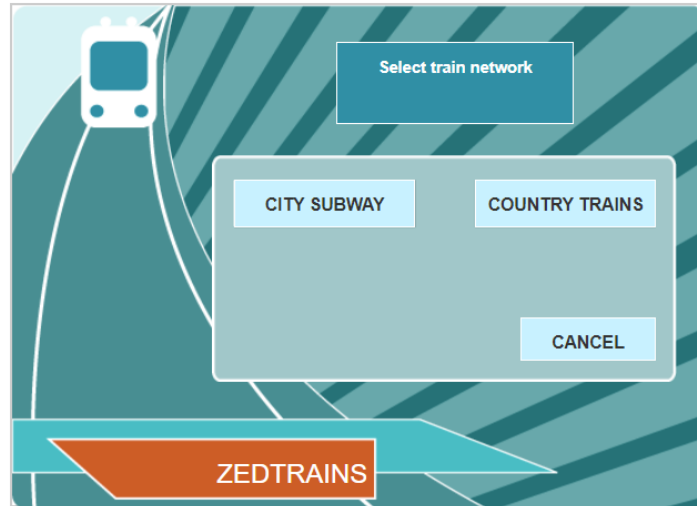 Select train network
CITY SUBWAY
COUNTRY TRAINS
CANCEL
ZEDTRAINS